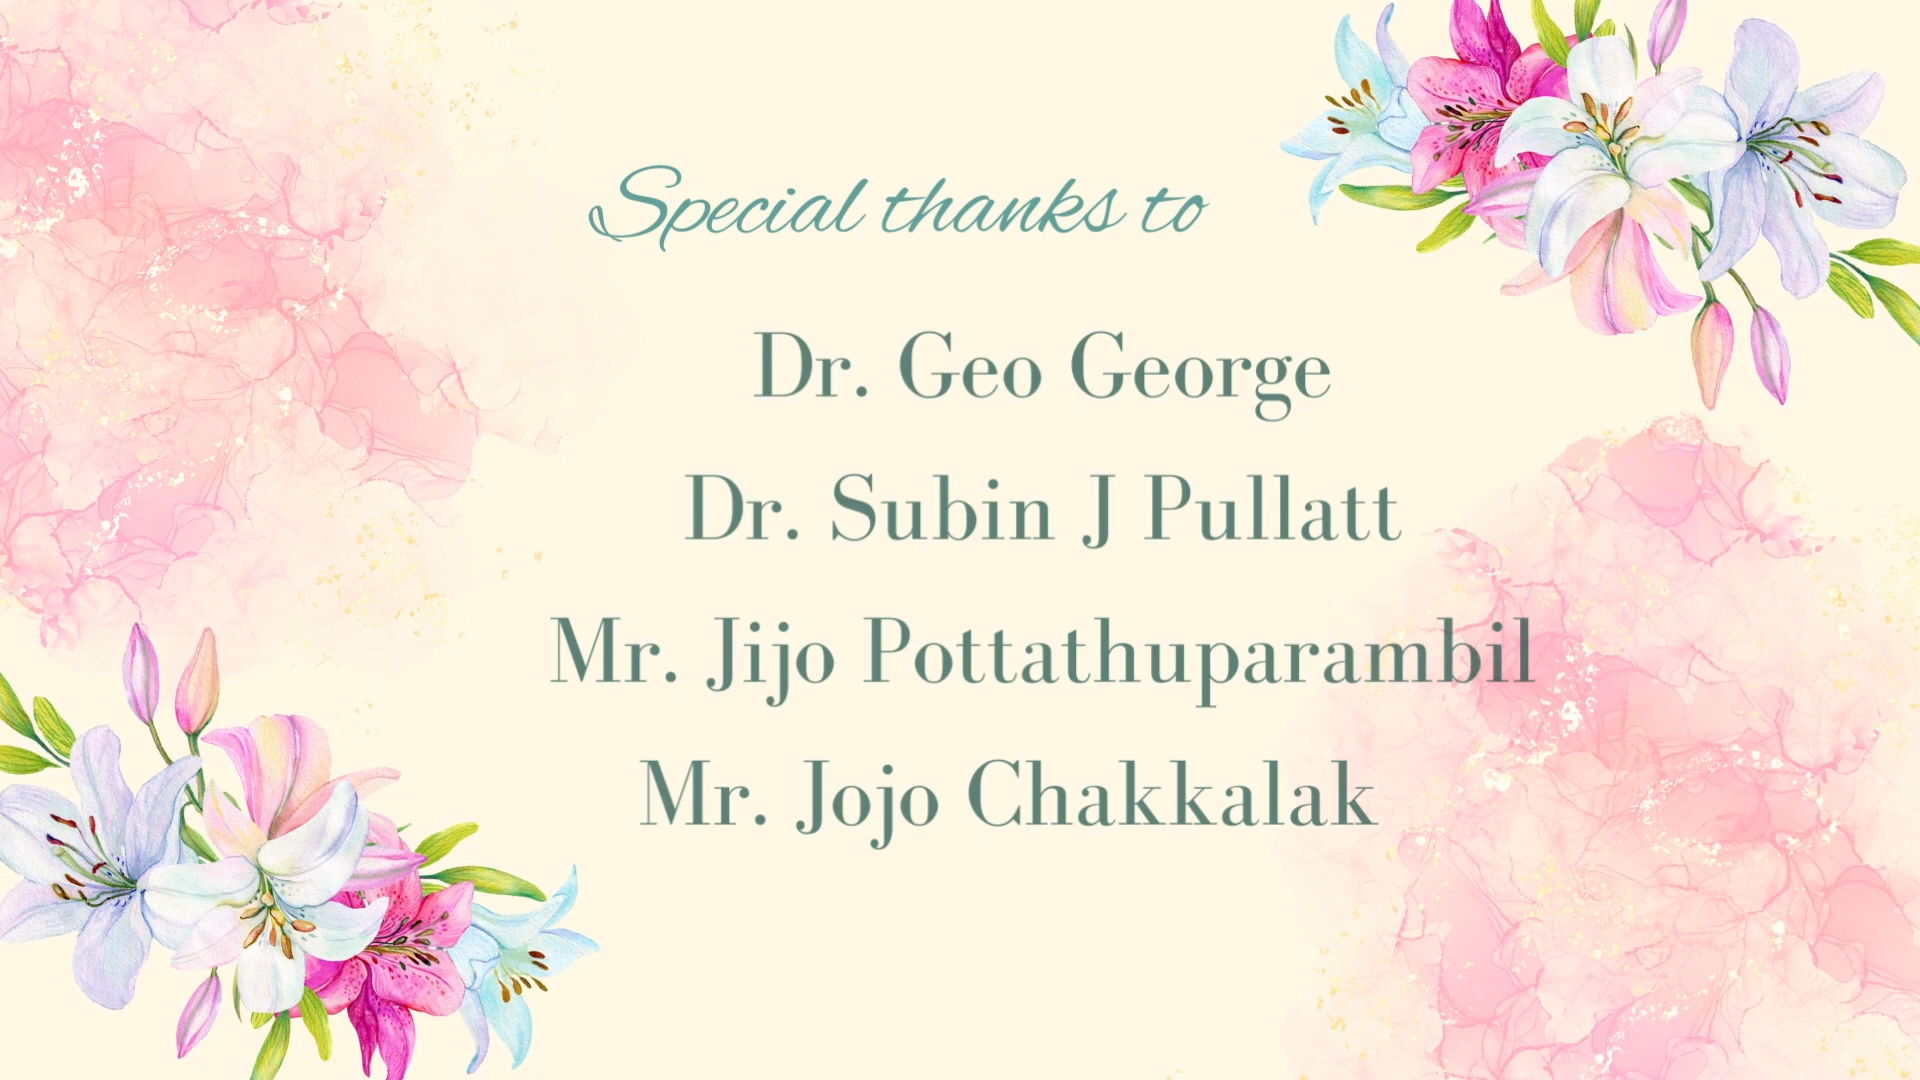 Special thanks to
Dr. Geo George
Dr. Subin J Pullatt
Mr. Jijo Pottathuparambil
Mr. Jojo Chakkalak